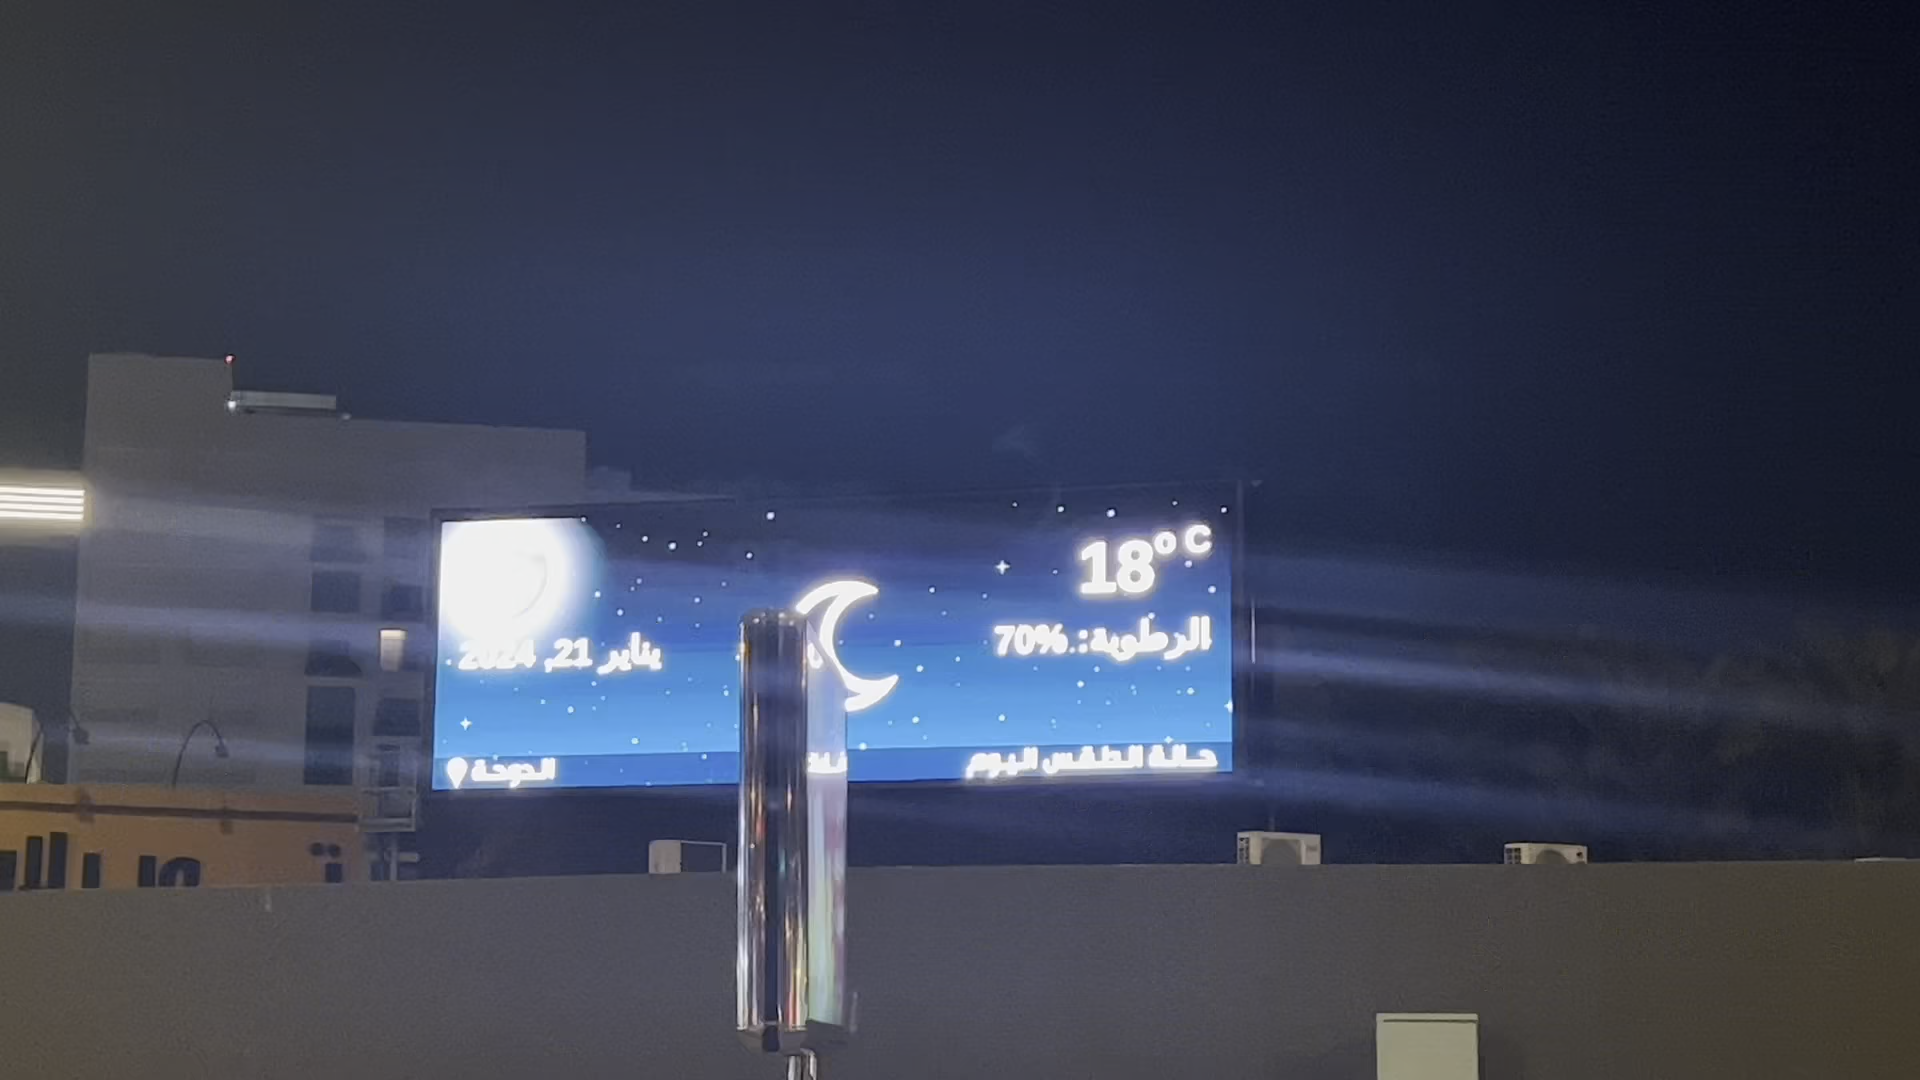 18° C
الرطوبة: 70%
يناير 21, 2024
حالة الطقس اليوم
الدوحة